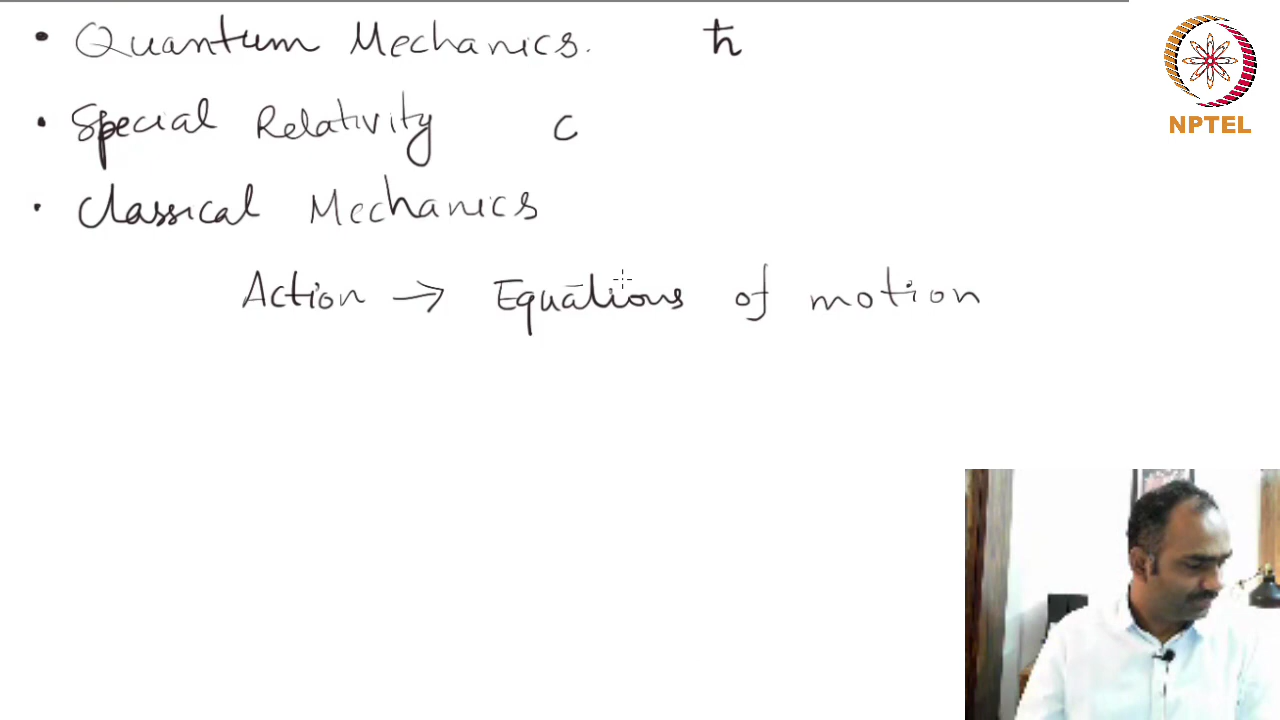 • Quantum Mechanics. ħ
• Special Relativity c
• Classical Mechanics
Action → Equations of motion
NPTEL